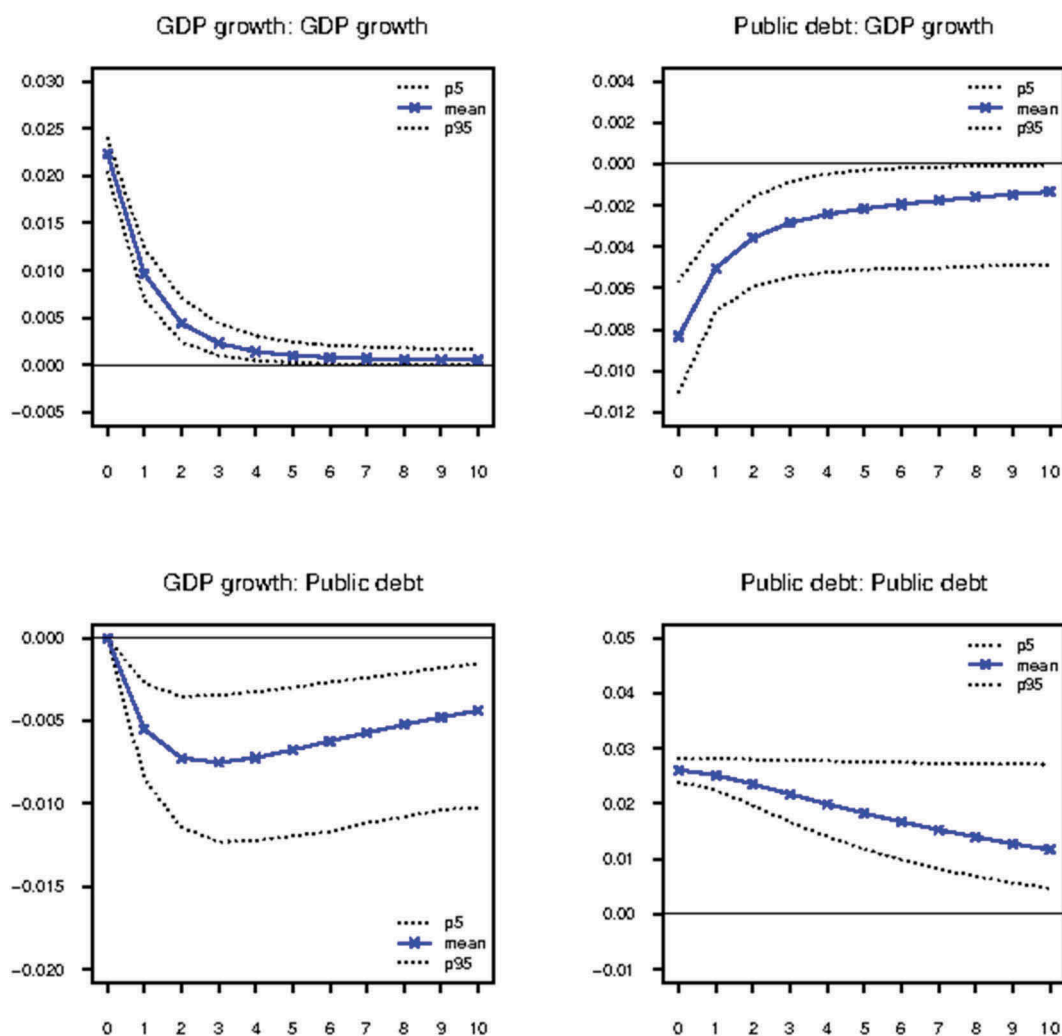 GDP growth: GDP growth
0.030
0.025
0.020
0.015
0.010
0.005
0.000
−0.005
p5
mean
p95
0 1 2 3 4 5 6 7 8 9 10
Public debt: GDP growth
0.004
0.002
0.000
−0.002
−0.004
−0.006
−0.008
−0.010
−0.012
p5
mean
p95
0 1 2 3 4 5 6 7 8 9 10
GDP growth: Public debt
0.000
−0.005
−0.010
−0.015
−0.020
p5
mean
p95
0 1 2 3 4 5 6 7 8 9 10
Public debt: Public debt
0.05
0.04
0.03
0.02
0.01
0.00
−0.01
p5
mean
p95
0 1 2 3 4 5 6 7 8 9 10